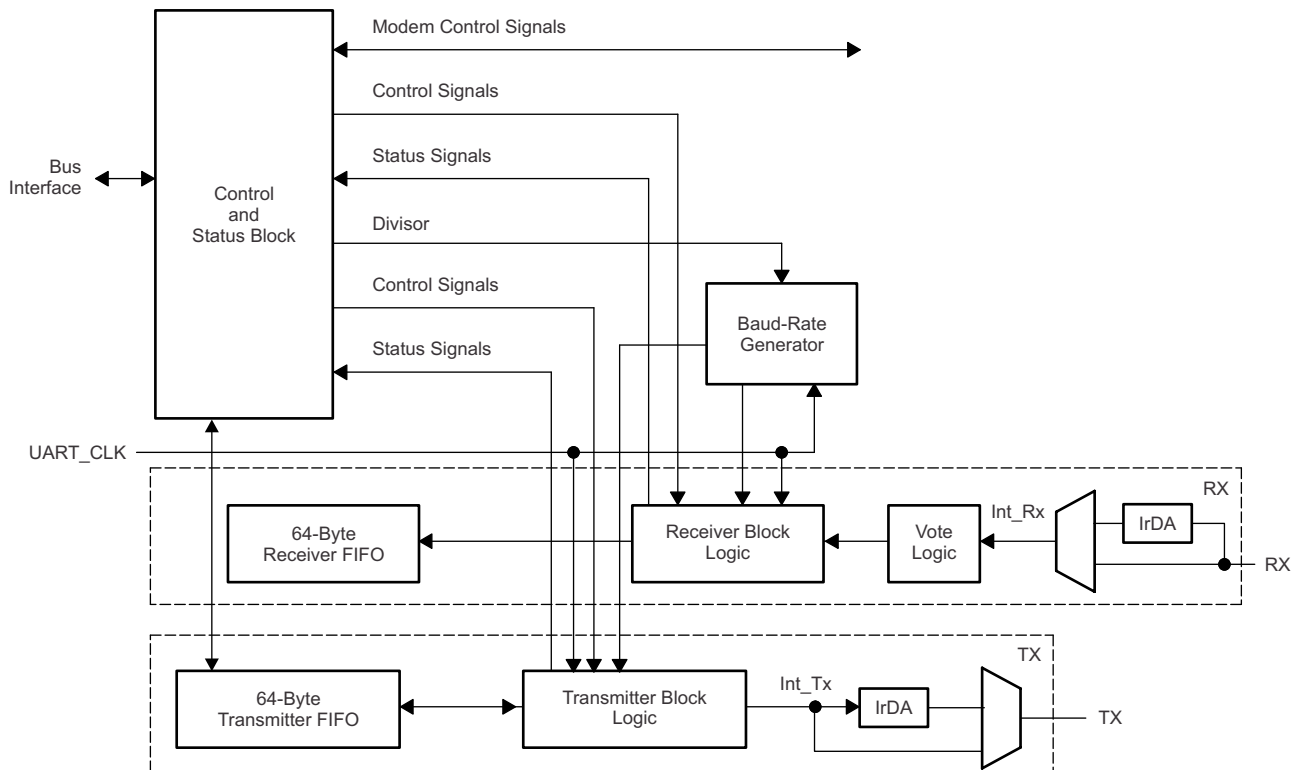 Modem Control Signals
Control Signals
Status Signals
Bus
Interface
Control
and
Status Block
Divisor
Control Signals
Baud-Rate
Generator
Status Signals
UART_CLK
RX
64-Byte
Receiver FIFO
Receiver Block
Logic
Vote
Logic
Int_Rx
IrDA
RX
TX
64-Byte
Transmitter FIFO
Transmitter Block
Logic
Int_Tx
IrDA
TX